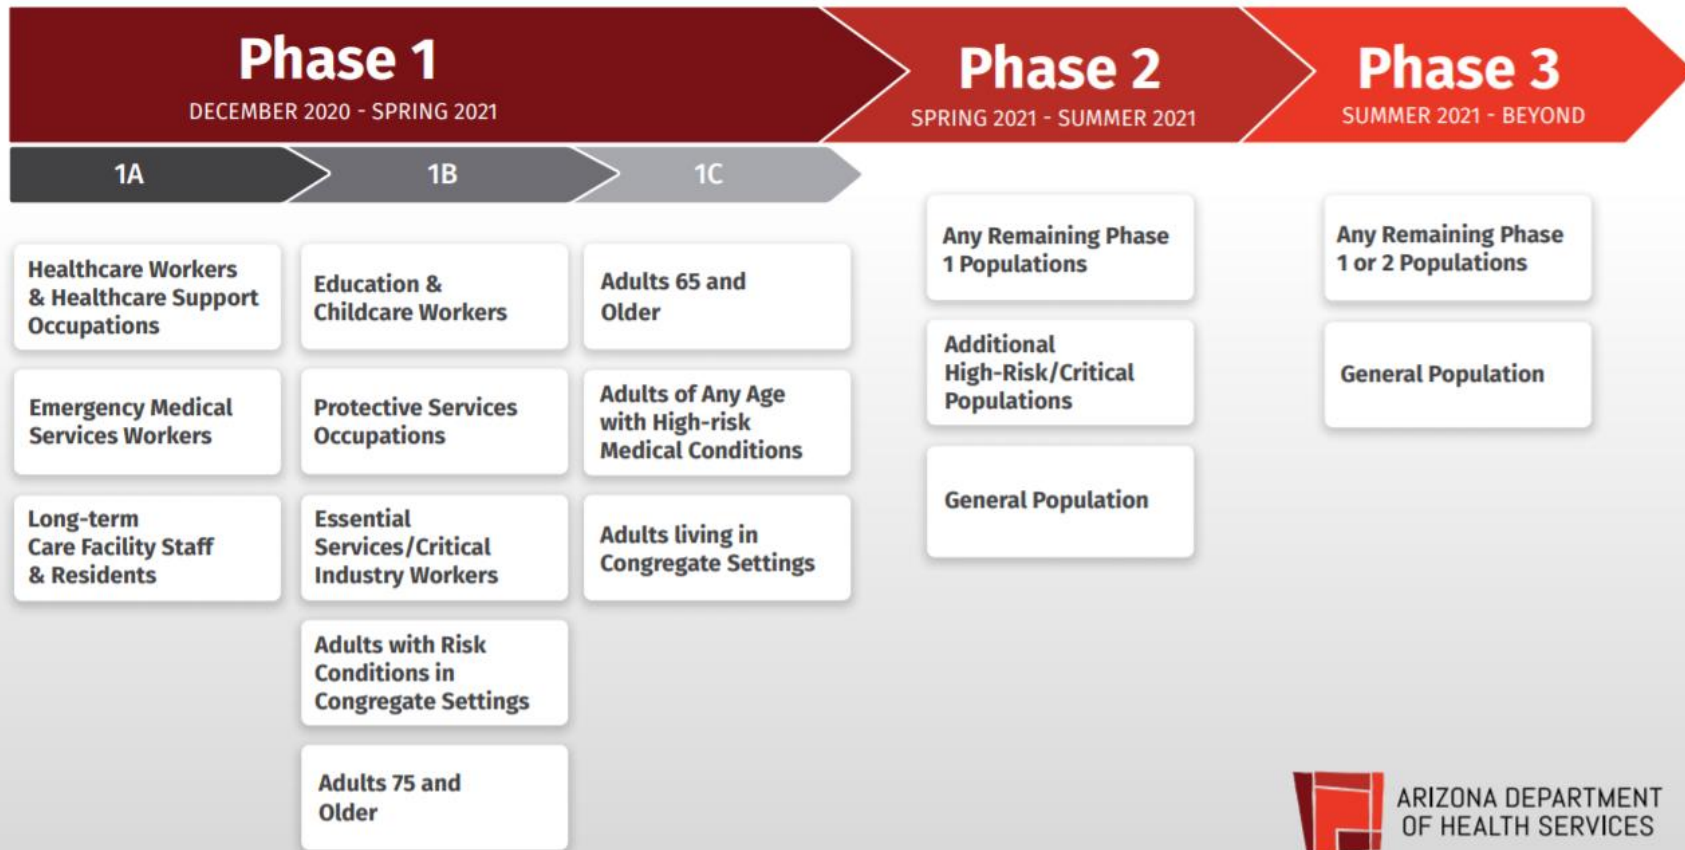 Phase 1
DECEMBER 2020 - SPRING 2021
Phase 2
SPRING 2021 - SUMMER 2021
Phase 3
SUMMER 2021 - BEYOND
1A
1B
1C
Healthcare Workers
& Healthcare Support
Occupations
Emergency Medical
Services Workers
Long-term
Care Facility Staff
& Residents
Education &
Childcare Workers
Protective Services
Occupations
Essential
Services/Critical
Industry Workers
Adults with Risk
Conditions in
Congregate Settings
Adults 75 and
Older
Adults 65 and
Older
Adults of Any Age
with High-risk
Medical Conditions
Adults living in
Congregate Settings
Any Remaining Phase
1 Populations
Additional
High-Risk/Critical
Populations
General Population
Any Remaining Phase
1 or 2 Populations
General Population
ARIZONA DEPARTMENT
OF HEALTH SERVICES